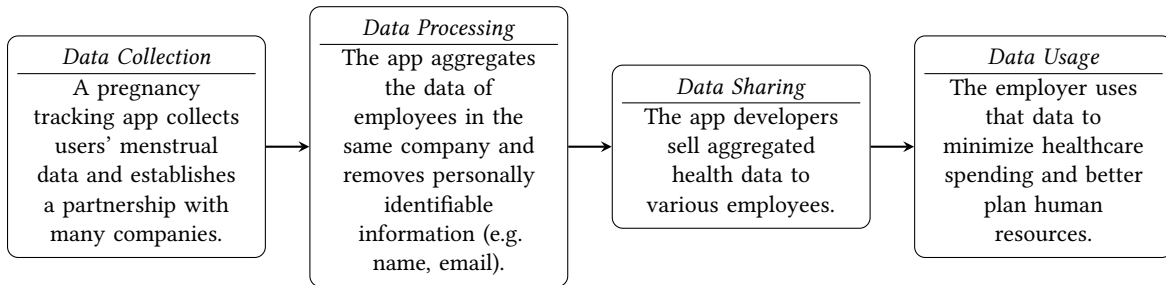 Data Collection
A pregnancy
tracking app collects
users' menstrual
data and establishes
a partnership with
many companies.
Data Processing
The app aggregates
the data of
employees in the
same company and
removes personally
identifiable
information (e.g.
name, email).
Data Sharing
The app developers
sell aggregated
health data to
various employees.
Data Usage
The employer uses
that data to
minimize healthcare
spending and better
plan human
resources.